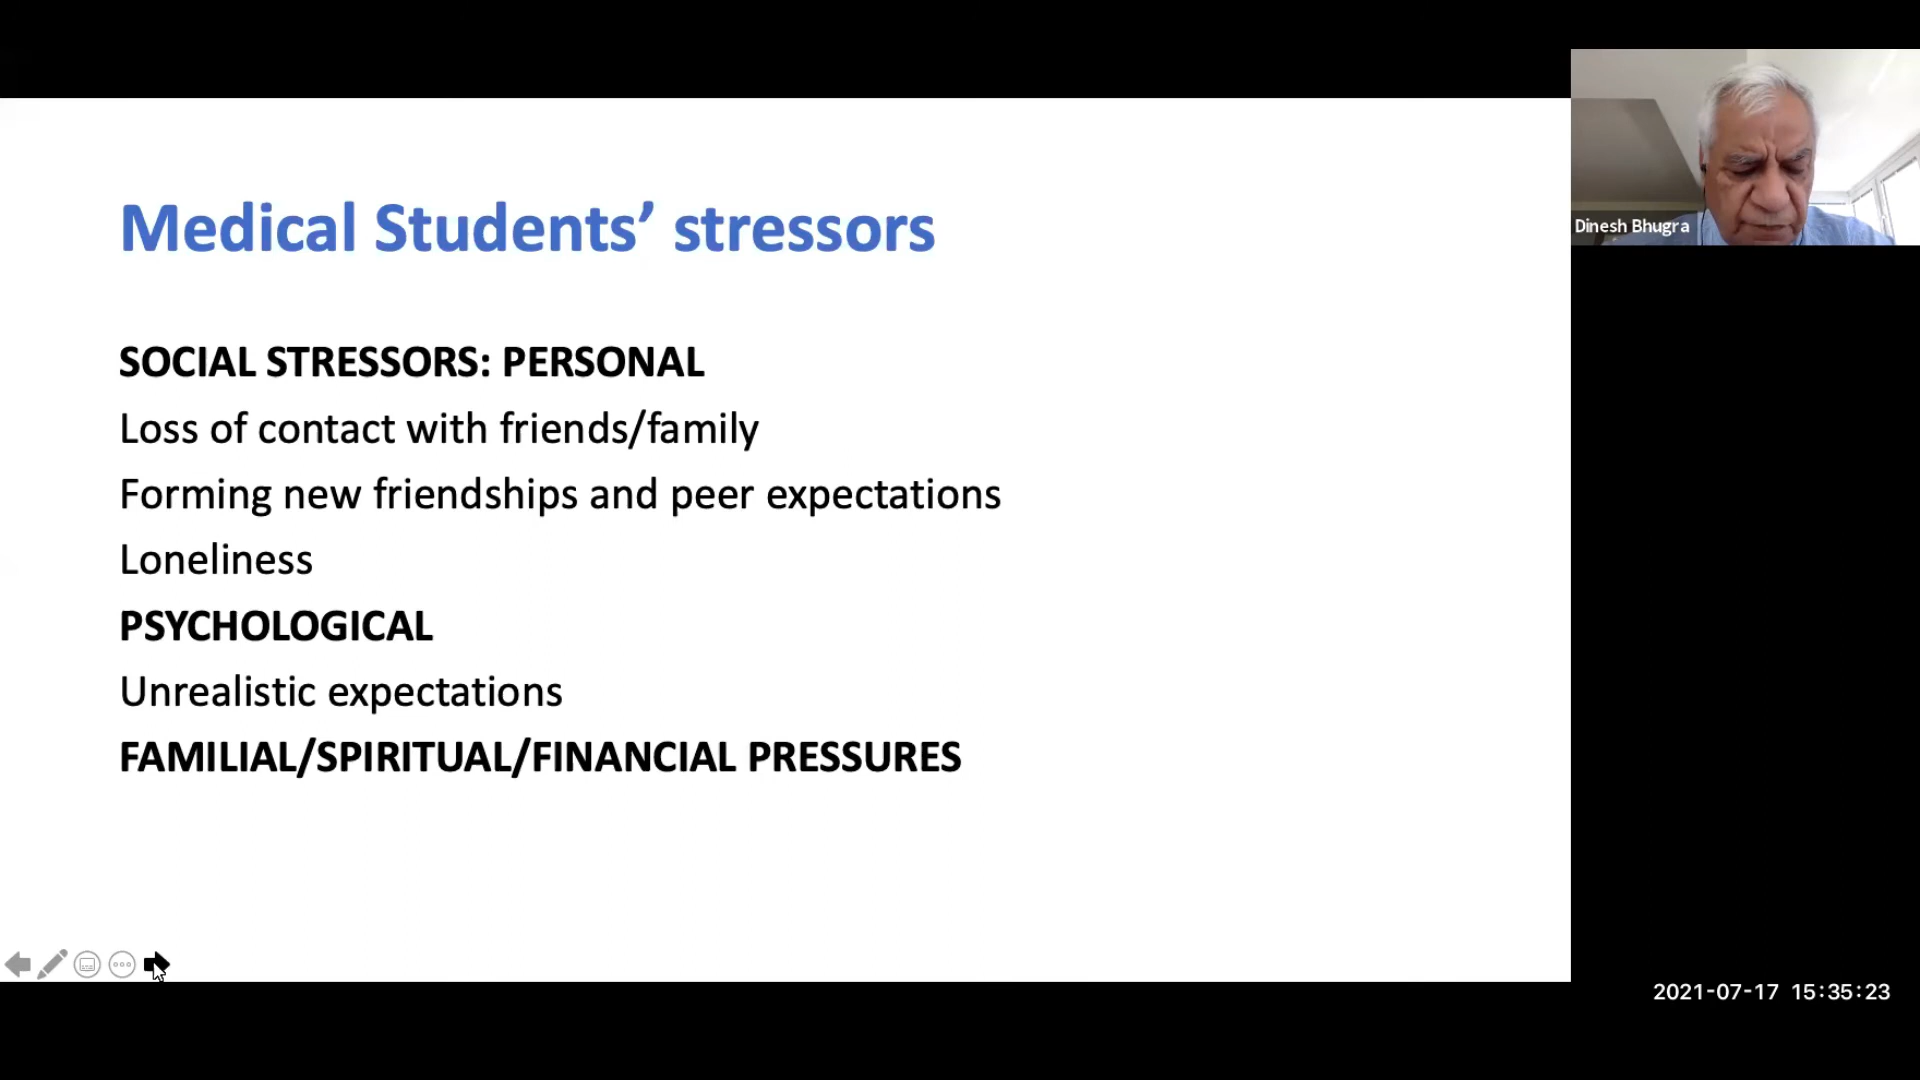 Medical Students’ stressors
SOCIAL STRESSORS: PERSONAL
Loss of contact with friends/family
Forming new friendships and peer expectations
Loneliness
PSYCHOLOGICAL
Unrealistic expectations
FAMILIAL/SPIRITUAL/FINANCIAL PRESSURES
Dinesh Bhugra
2021-07-17 15:35:23